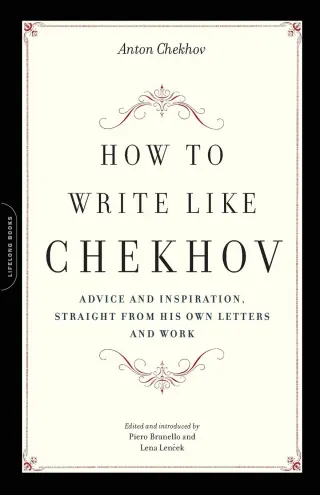 Anton Chekhov
HOW TO
WRITE LIKE
CHEKHOV
LIFELONG BOOKS
ADVICE AND INSPIRATION,
STRAIGHT FROM HIS OWN LETTERS
AND WORK
Edited and introduced by
Piero Brunello and
Lena Lenček